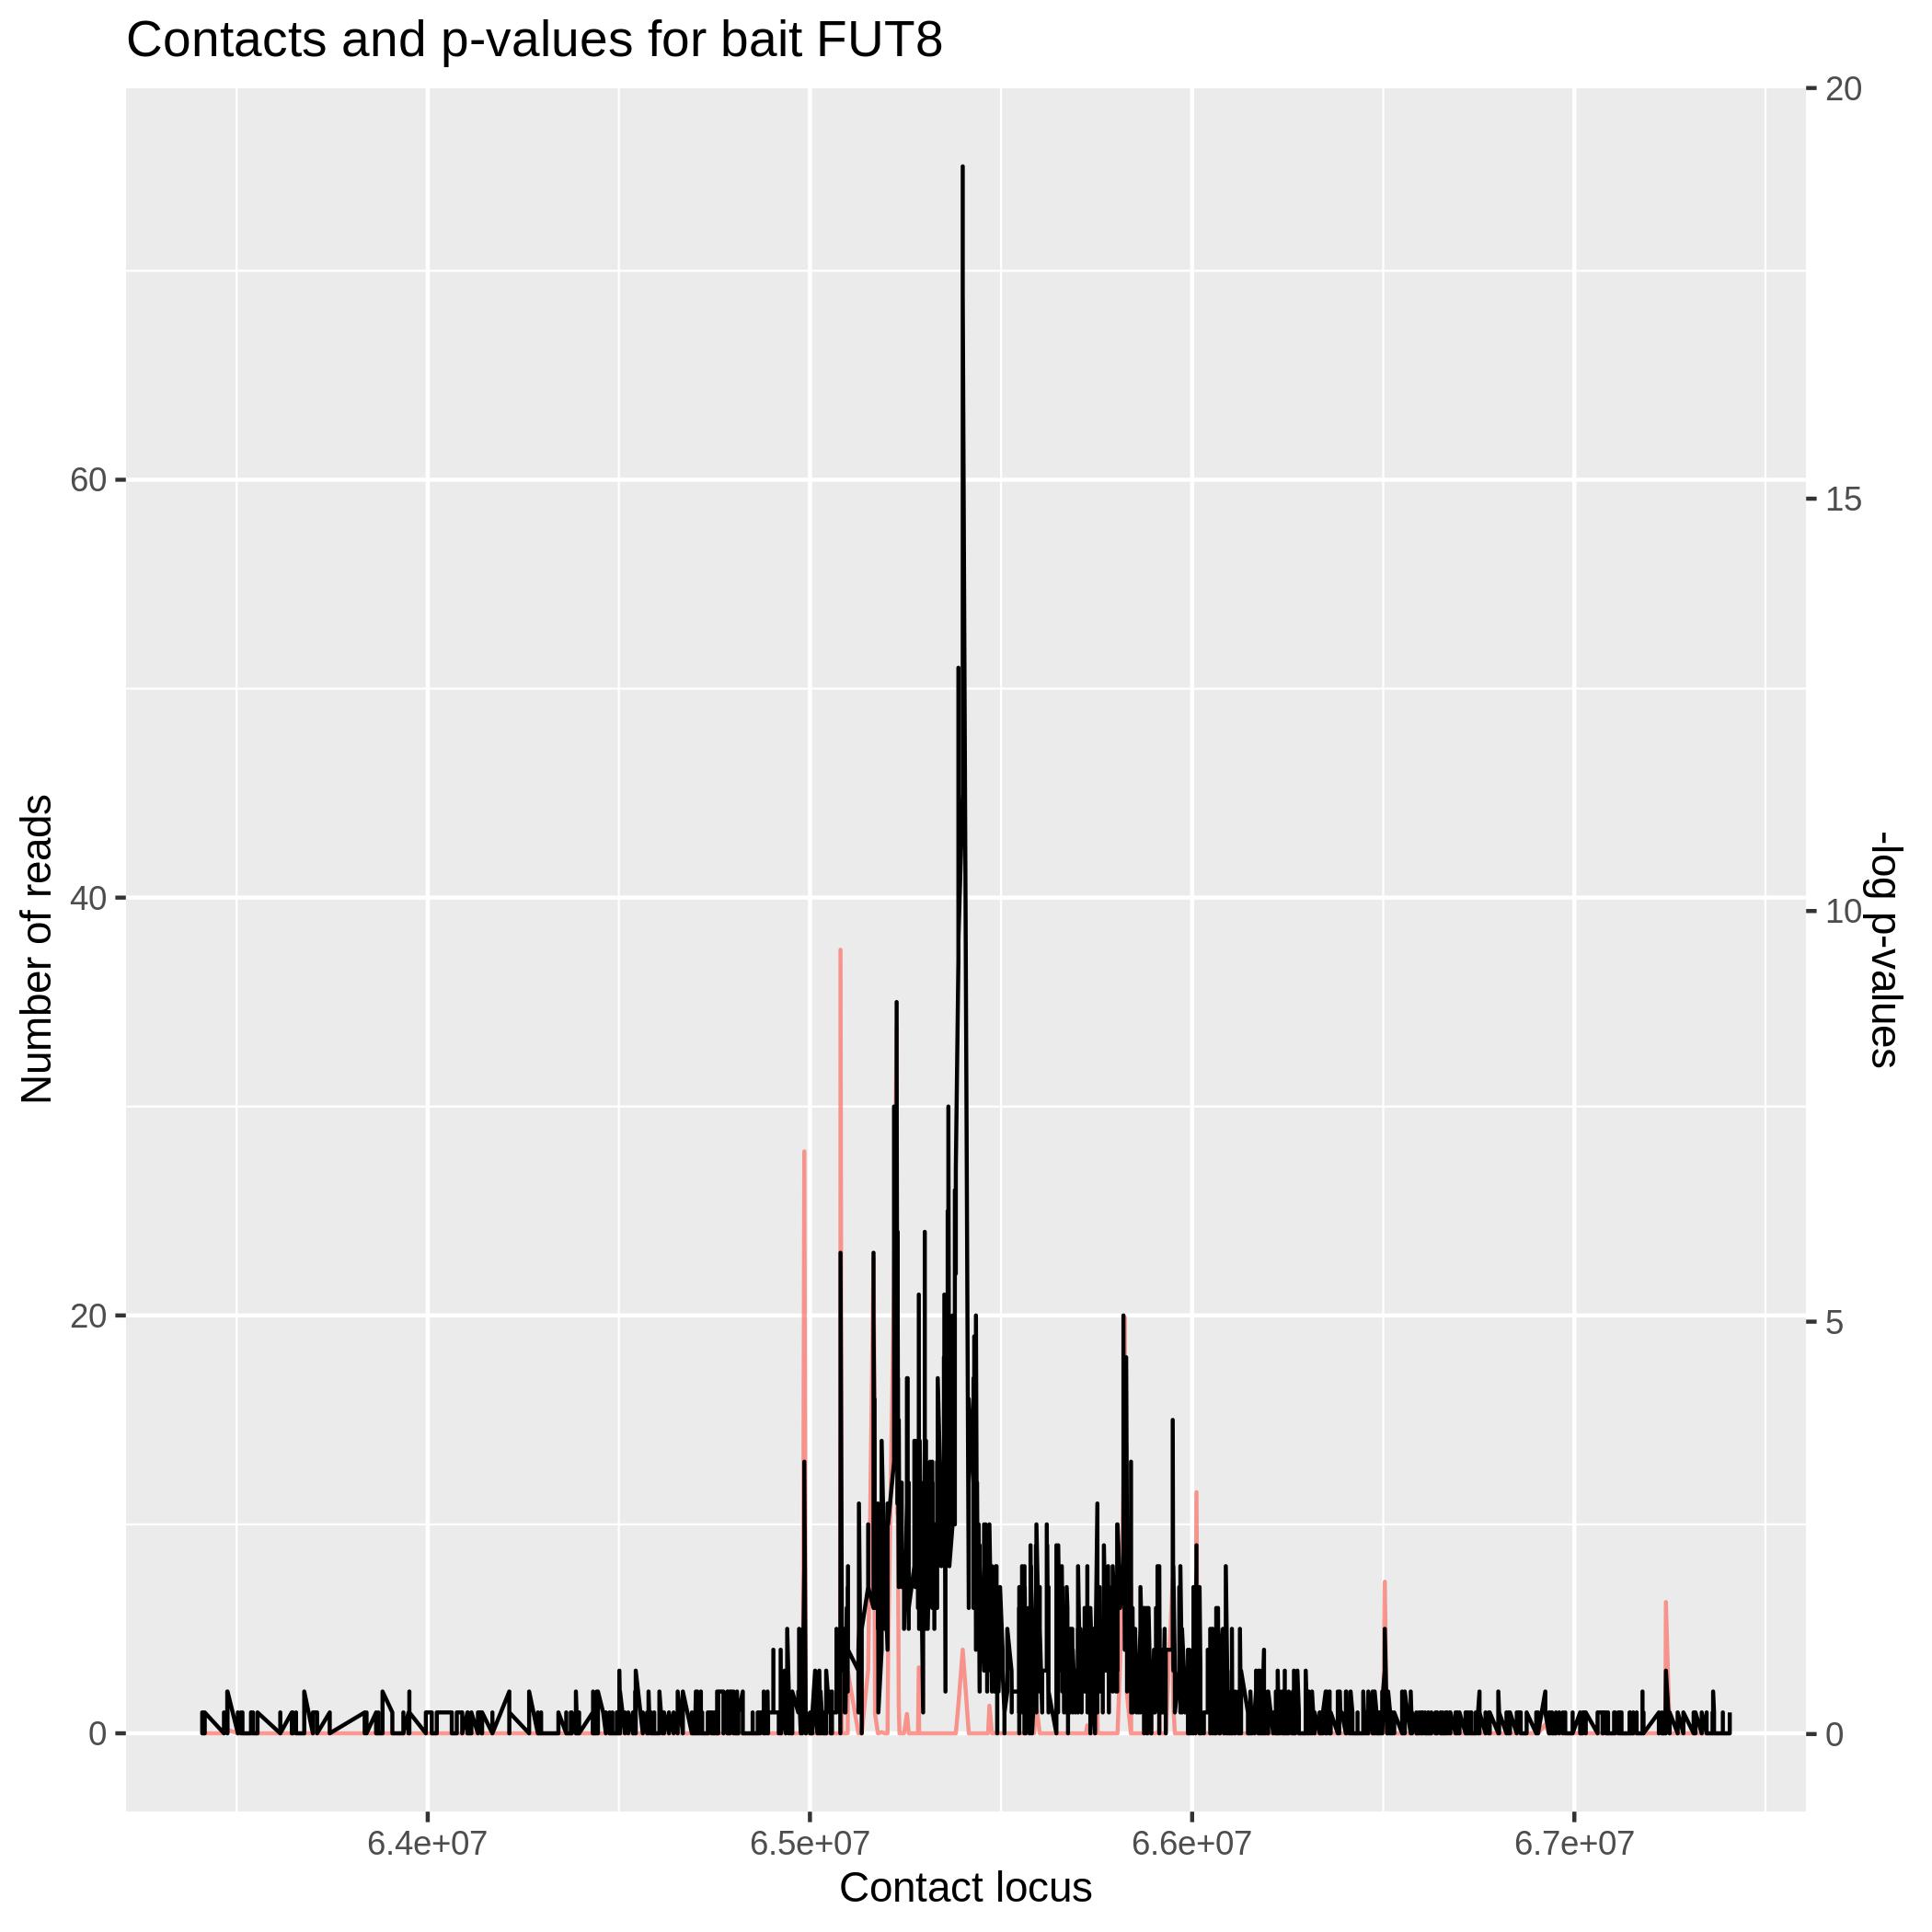 Contacts and p-values for bait FUT8
20
60
15
40
10
20
5
0
0
Number of reads
-log p-values
6.4e+07
6.5e+07
6.6e+07
6.7e+07
Contact locus